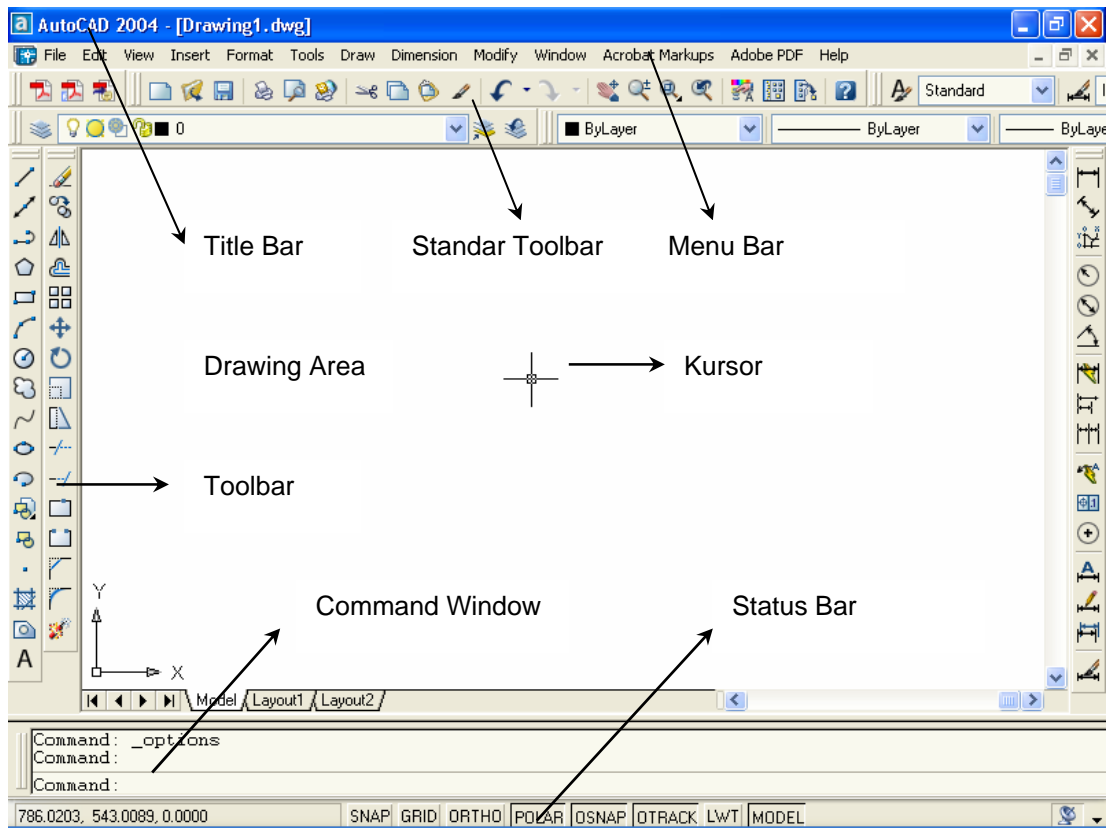 AutoCAD 2004 - [Drawing1.dwg]
File Edit View Insert Format Tools Draw Dimension Modify Window Acrobat Markups Adobe PDF Help
Standard
0 ByLayer ByLayer ByLaye
Title Bar Standar Toolbar Menu Bar
Drawing Area Kursor
Toolbar
Command Window Status Bar
Y
A
X
Model Layout1 Layout2
Command: _options
Command:
Command:
786.0203, 543.0089, 0.0000 SNAP GRID ORTHO POLAR OSNAP OTRACK LWT MODEL